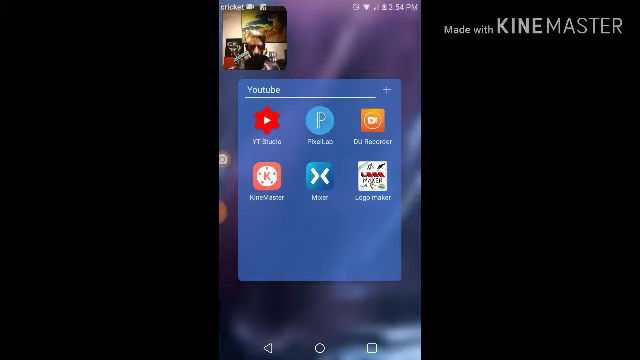 cricket 3:54 PM
Made with KINEMASTER
Youtube
YT Studio PixelLab DU Recorder
KineMaster Mixer Logo maker